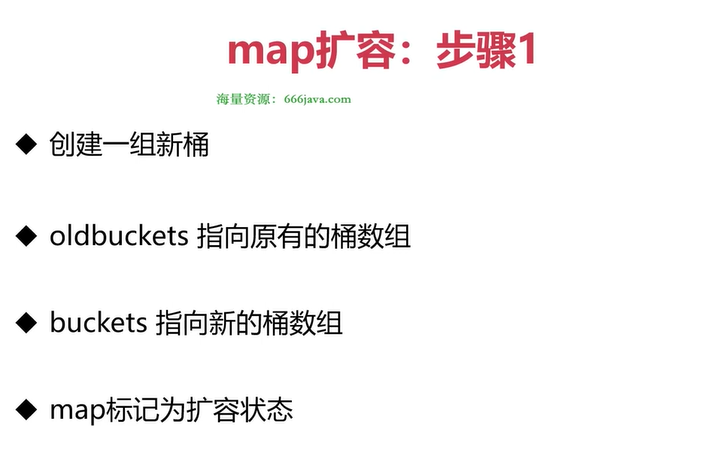 map扩容：步骤1
海量资源：666java.com
◆ 创建一组新桶
◆ oldbuckets 指向原有的桶数组
◆ buckets 指向新的桶数组
◆ map标记为扩容状态